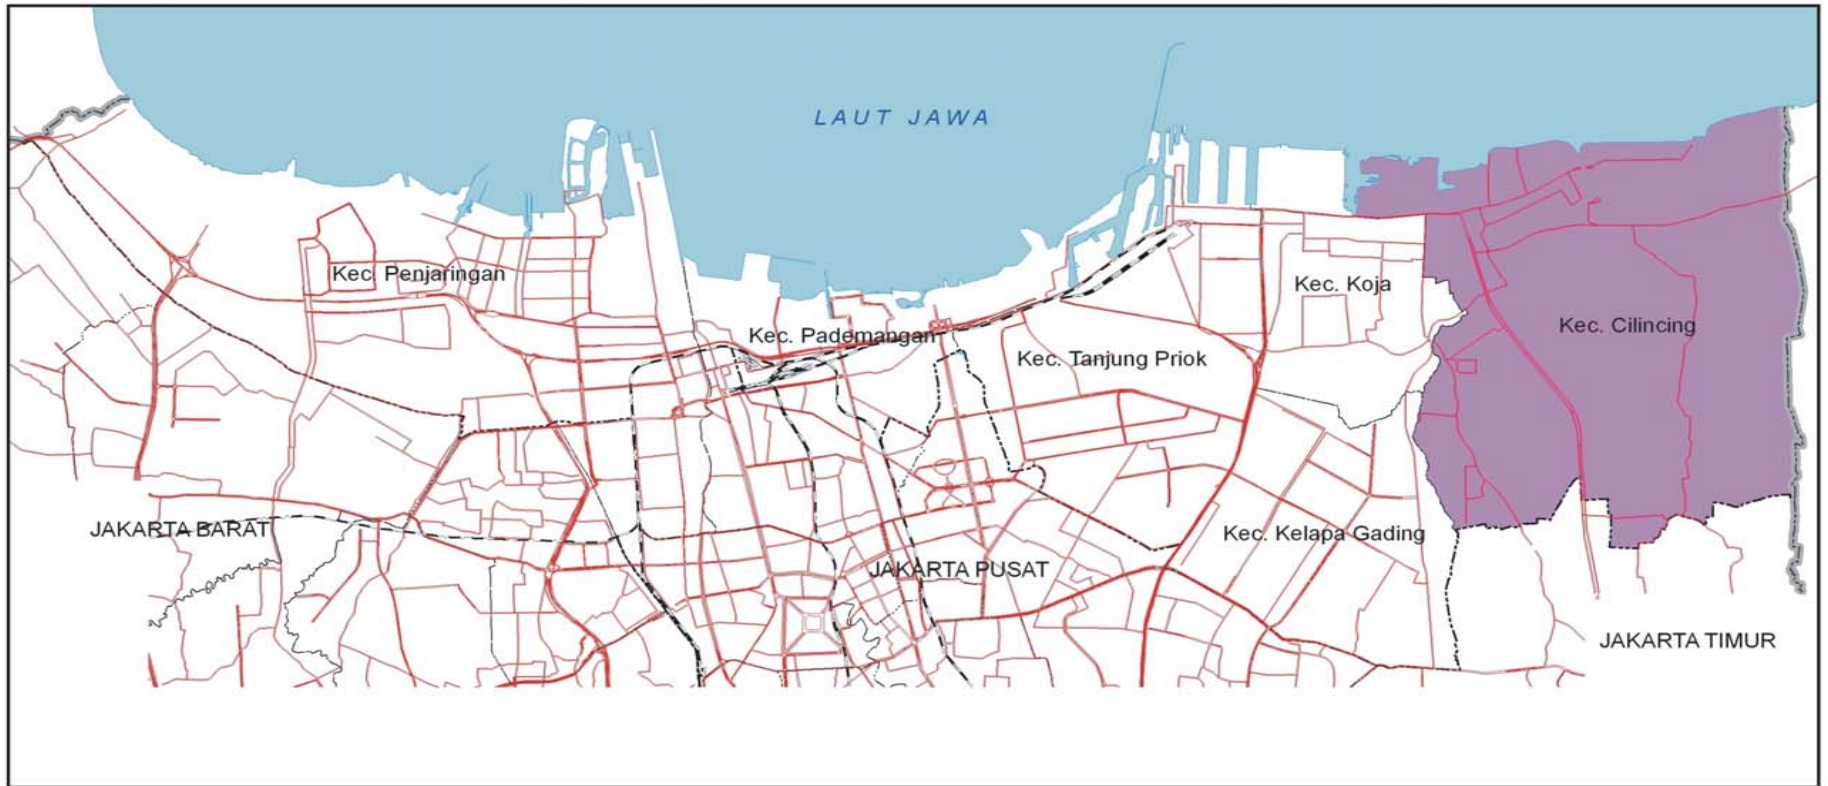 LAUT JAWA
Kec. Penjaringan
Kec. Koja
Kec. Pademangan
Kec. Cilincing
Kec. Tanjung Priok
JAKARTA BARAT
Kec. Kelapa Gading
JAKARTA PUSAT
JAKARTA TIMUR